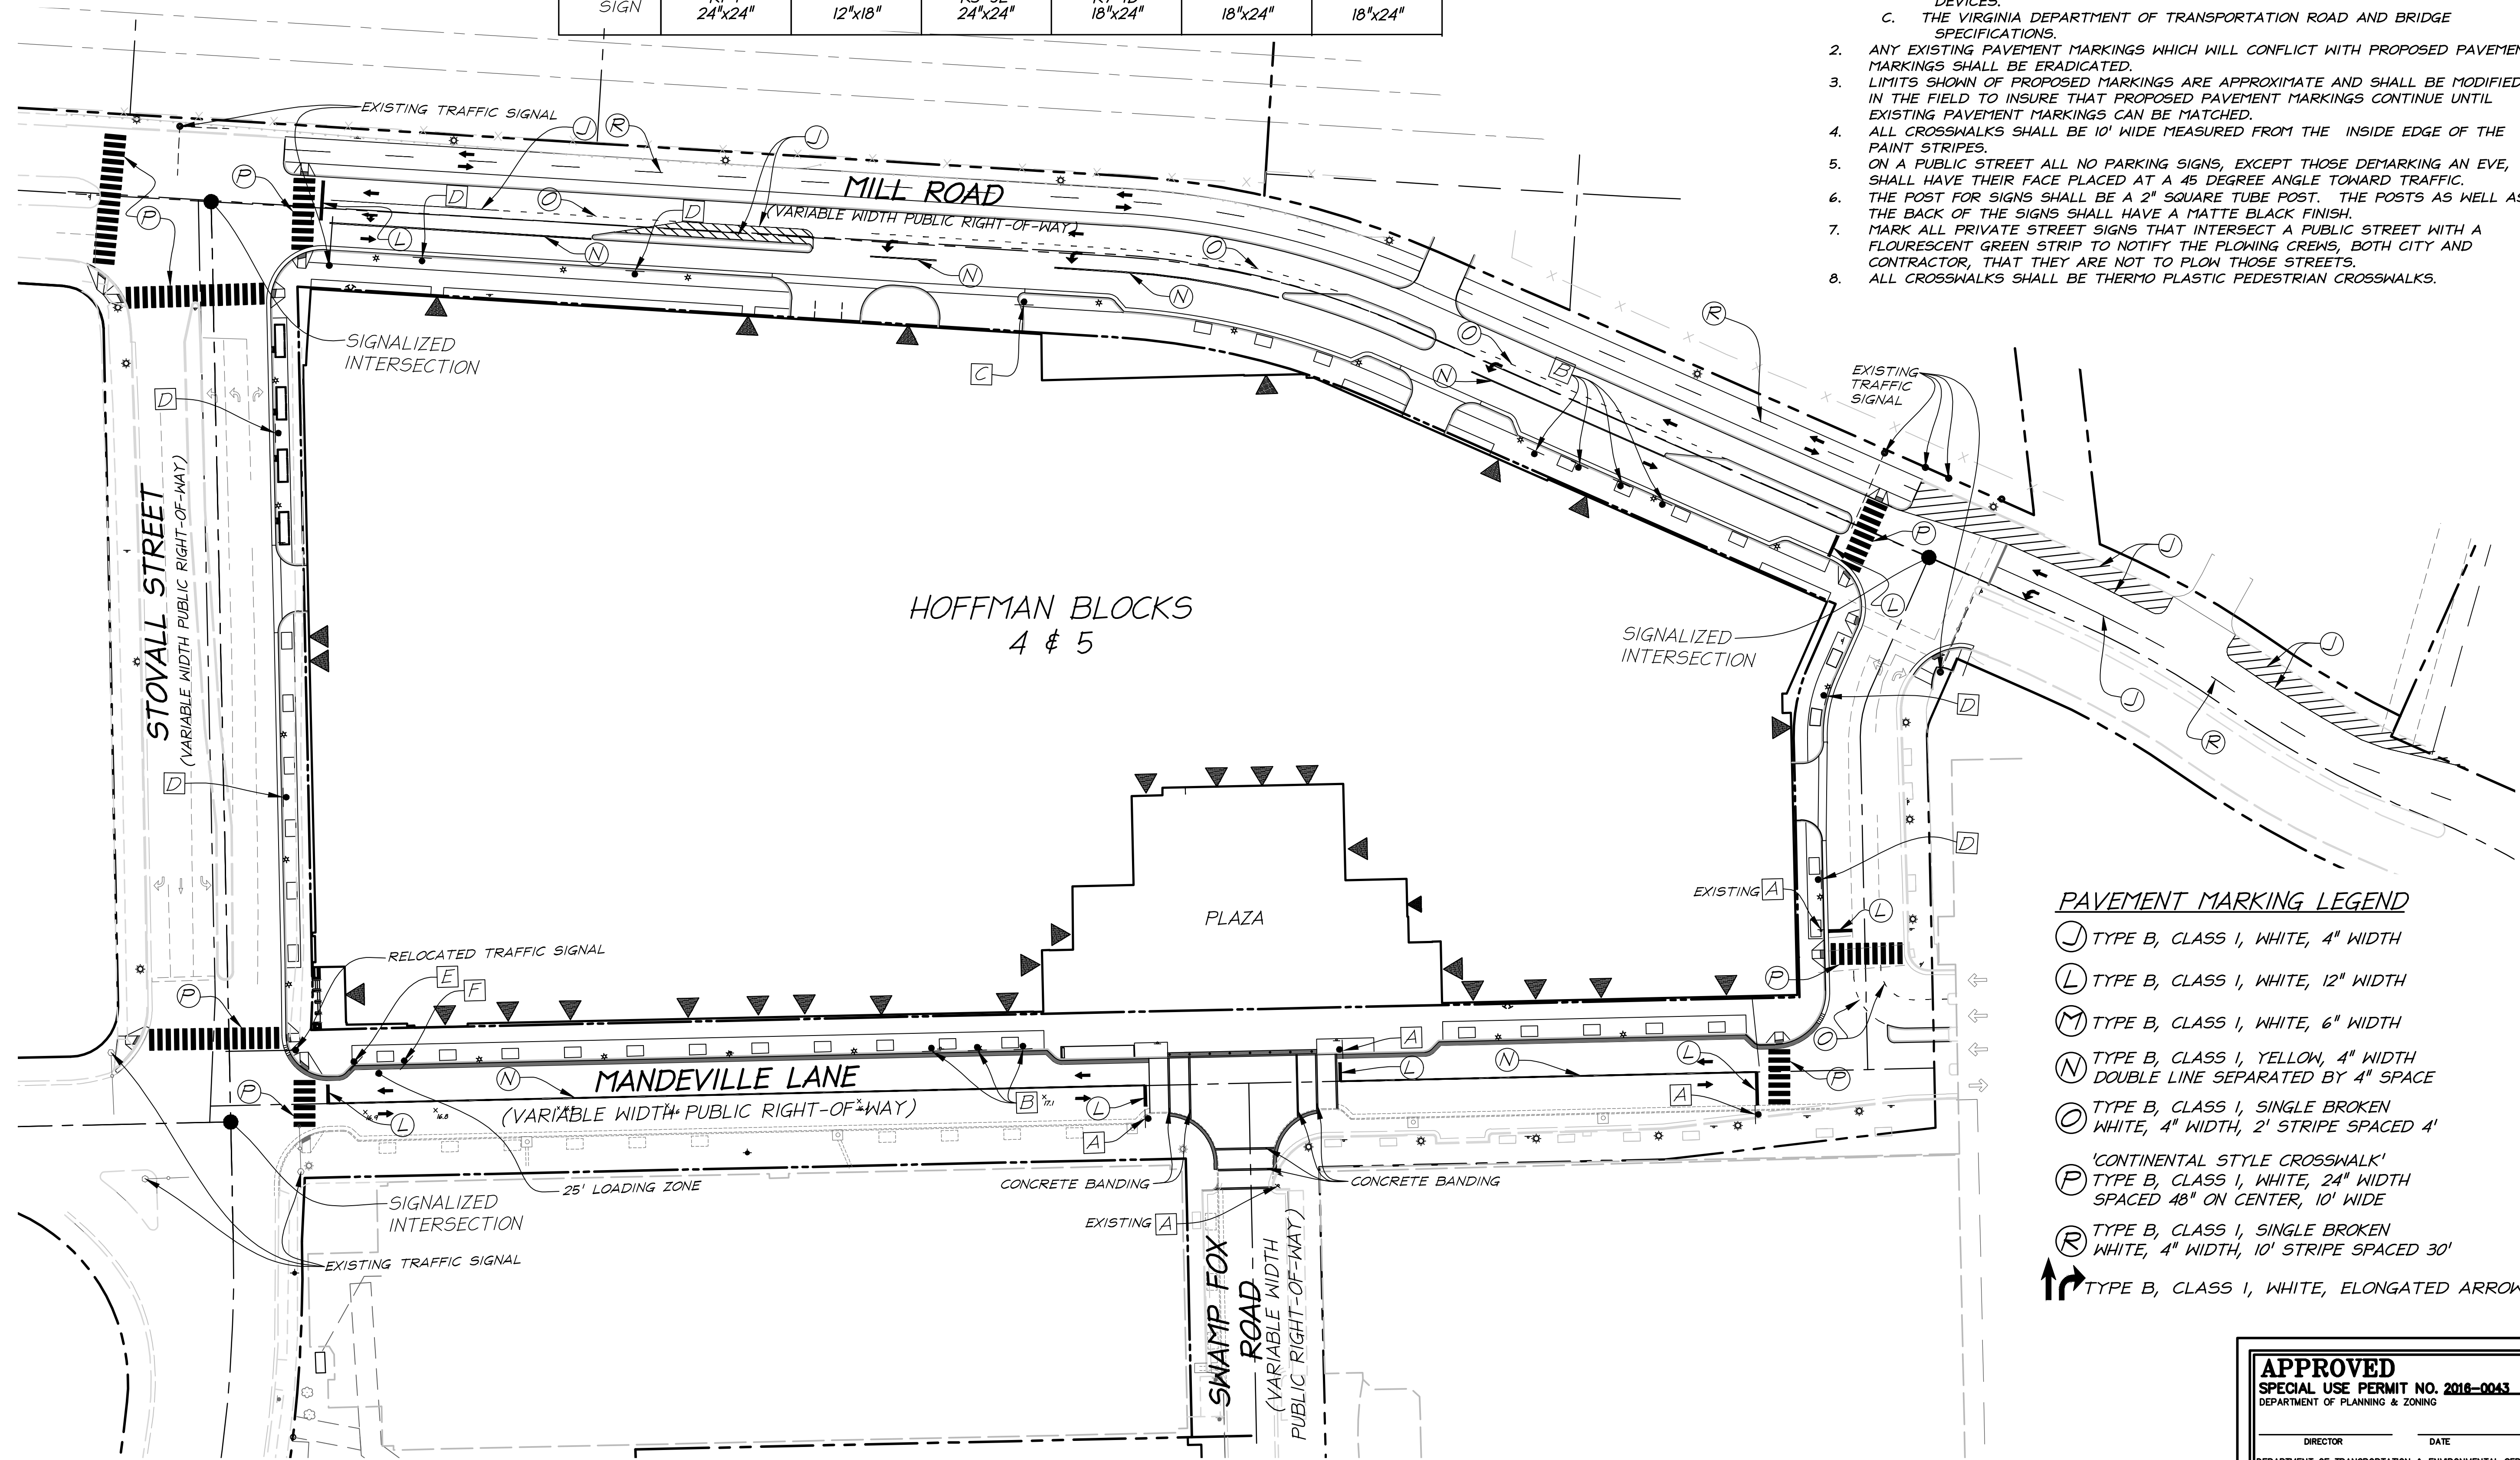 SIGN
24"x24"
12"x18"
24"x24"
18"x24"
18"x24"
18"x24"
DEVICES.
C. THE VIRGINIA DEPARTMENT OF TRANSPORTATION ROAD AND BRIDGE
SPECIFICATIONS.
2. ANY EXISTING PAVEMENT MARKINGS WHICH WILL CONFLICT WITH PROPOSED PAVEMEN
MARKINGS SHALL BE ERADICATED.
3. LIMITS SHOWN OF PROPOSED MARKINGS ARE APPROXIMATE AND SHALL BE MODIFIED
IN THE FIELD TO INSURE THAT PROPOSED PAVEMENT MARKINGS CONTINUE UNTIL
EXISTING PAVEMENT MARKINGS CAN BE MATCHED.
4. ALL CROSSWALKS SHALL BE 10' WIDE MEASURED FROM THE INSIDE EDGE OF THE
PAINT STRIPES.
5. ON A PUBLIC STREET ALL NO PARKING SIGNS, EXCEPT THOSE DEMARKING AN EVE,
SHALL HAVE THEIR FACE PLACED AT A 45 DEGREE ANGLE TOWARD TRAFFIC.
6. THE POST FOR SIGNS SHALL BE A 2" SQUARE TUBE POST. THE POSTS AS WELL AS
THE BACK OF THE SIGNS SHALL HAVE A MATTE BLACK FINISH.
7. MARK ALL PRIVATE STREET SIGNS THAT INTERSECT A PUBLIC STREET WITH A
FLOURESCENT GREEN STRIP TO NOTIFY THE PLOWING CREWS, BOTH CITY AND
CONTRACTOR, THAT THEY ARE NOT TO PLOW THOSE STREETS.
8. ALL CROSSWALKS SHALL BE THERMO PLASTIC PEDESTRIAN CROSSWALKS.
EXISTING TRAFFIC SIGNAL
J
R
J
P
P
D
O
D
MILL ROAD
(VARIABLE WIDTH PUBLIC RIGHT-OF-WAY)
L
N
N
N
O
C
O
N
B
R
SIGNALIZED
INTERSECTION
EXISTING
TRAFFIC
SIGNAL
D
STOVALL STREET
(VARIABLE WIDTH PUBLIC RIGHT-OF-WAY)
D
HOFFMAN BLOCKS
4 & 5
P
L
J
J
J
R
SIGNALIZED
INTERSECTION
D
D
PLAZA
EXISTING A
L
P
O
RELOCATED TRAFFIC SIGNAL
E
F
P
P
N
MANDEVILLE LANE
(VARIABLE WIDTH PUBLIC RIGHT-OF-WAY)
16.8
17.1
L
B
L
A
A
L
N
L
A
P
25' LOADING ZONE
CONCRETE BANDING
CONCRETE BANDING
EXISTING A
SIGNALIZED
INTERSECTION
EXISTING TRAFFIC SIGNAL
SWAMP FOX
ROAD
(VARIABLE WIDTH
PUBLIC RIGHT-OF-WAY)
PAVEMENT MARKING LEGEND
J TYPE B, CLASS I, WHITE, 4" WIDTH
L TYPE B, CLASS I, WHITE, 12" WIDTH
M TYPE B, CLASS I, WHITE, 6" WIDTH
N TYPE B, CLASS I, YELLOW, 4" WIDTH
DOUBLE LINE SEPARATED BY 4" SPACE
O TYPE B, CLASS I, SINGLE BROKEN
WHITE, 4" WIDTH, 2' STRIPE SPACED 4'
'CONTINENTAL STYLE CROSSWALK'
P TYPE B, CLASS I, WHITE, 24" WIDTH
SPACED 48" ON CENTER, 10' WIDE
R TYPE B, CLASS I, SINGLE BROKEN
WHITE, 4" WIDTH, 10' STRIPE SPACED 30'
TYPE B, CLASS I, WHITE, ELONGATED ARROW
APPROVED
SPECIAL USE PERMIT NO. 2016-0043
DEPARTMENT OF PLANNING & ZONING
DIRECTOR DATE